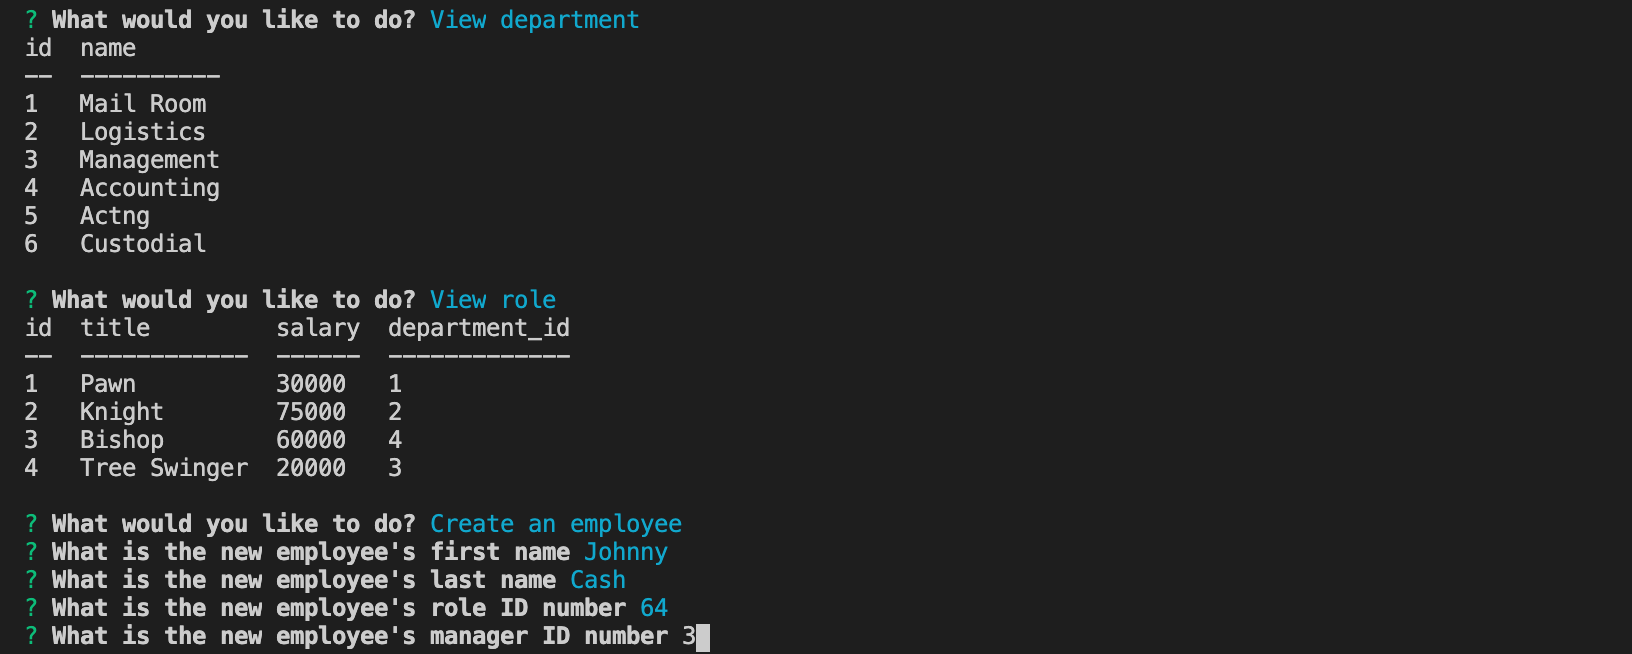 ? What would you like to do? View department
id  name
--  ----------
1   Mail Room
2   Logistics
3   Management
4   Accounting
5   Actng
6   Custodial
? What would you like to do? View role
id  title         salary  department_id
--  ------------  ------  -------------
1   Pawn          30000   1
2   Knight        75000   2
3   Bishop        60000   4
4   Tree Swinger  20000   3
? What would you like to do? Create an employee
? What is the new employee's first name Johnny
? What is the new employee's last name Cash
? What is the new employee's role ID number 64
? What is the new employee's manager ID number 3